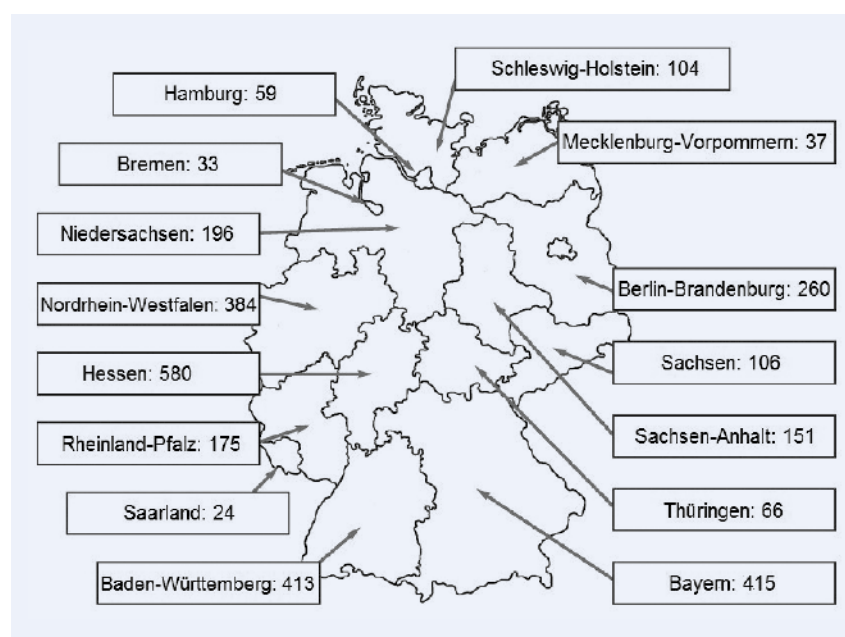 Schleswig-Holstein: 104
Hamburg: 59
Mecklenburg-Vorpommern: 37
Bremen: 33
Niedersachsen: 196
Berlin-Brandenburg: 260
Nordrhein-Westfalen: 384
Sachsen: 106
Hessen: 580
Sachsen-Anhalt: 151
Rheinland-Pfalz: 175
Thüringen: 66
Saarland: 24
Baden-Württemberg: 413
Bayern: 415